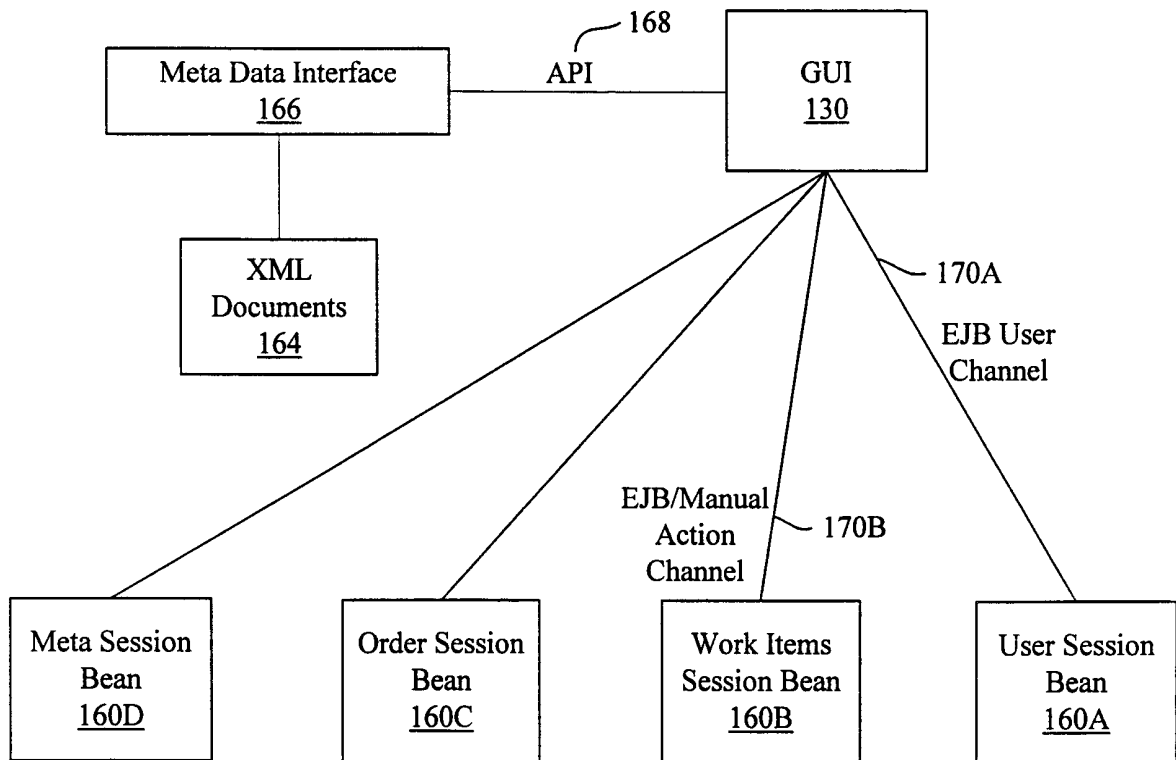 168
Meta Data Interface
166
API
GUI
130
XML
Documents
164
170A
EJB User
Channel
EJB/Manual
Action
Channel
170B
Meta Session
Bean
160D
Order Session
Bean
160C
Work Items
Session Bean
160B
User Session
Bean
160A